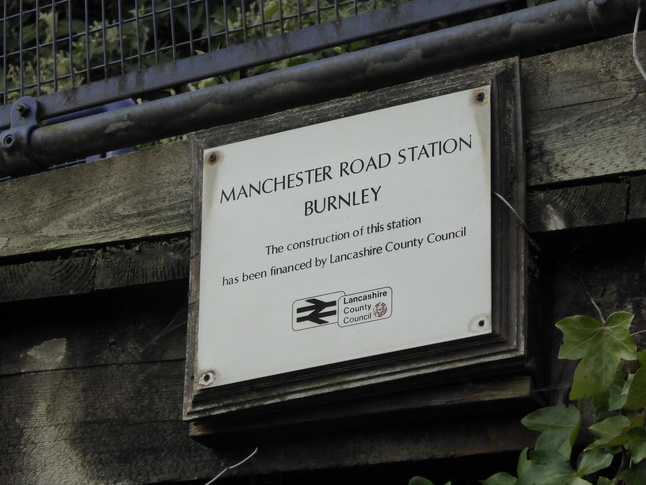 MANCHESTER ROAD STATION
BURNLEY
The construction of this station
has been financed by Lancashire County Council
Lancashire
County
Council